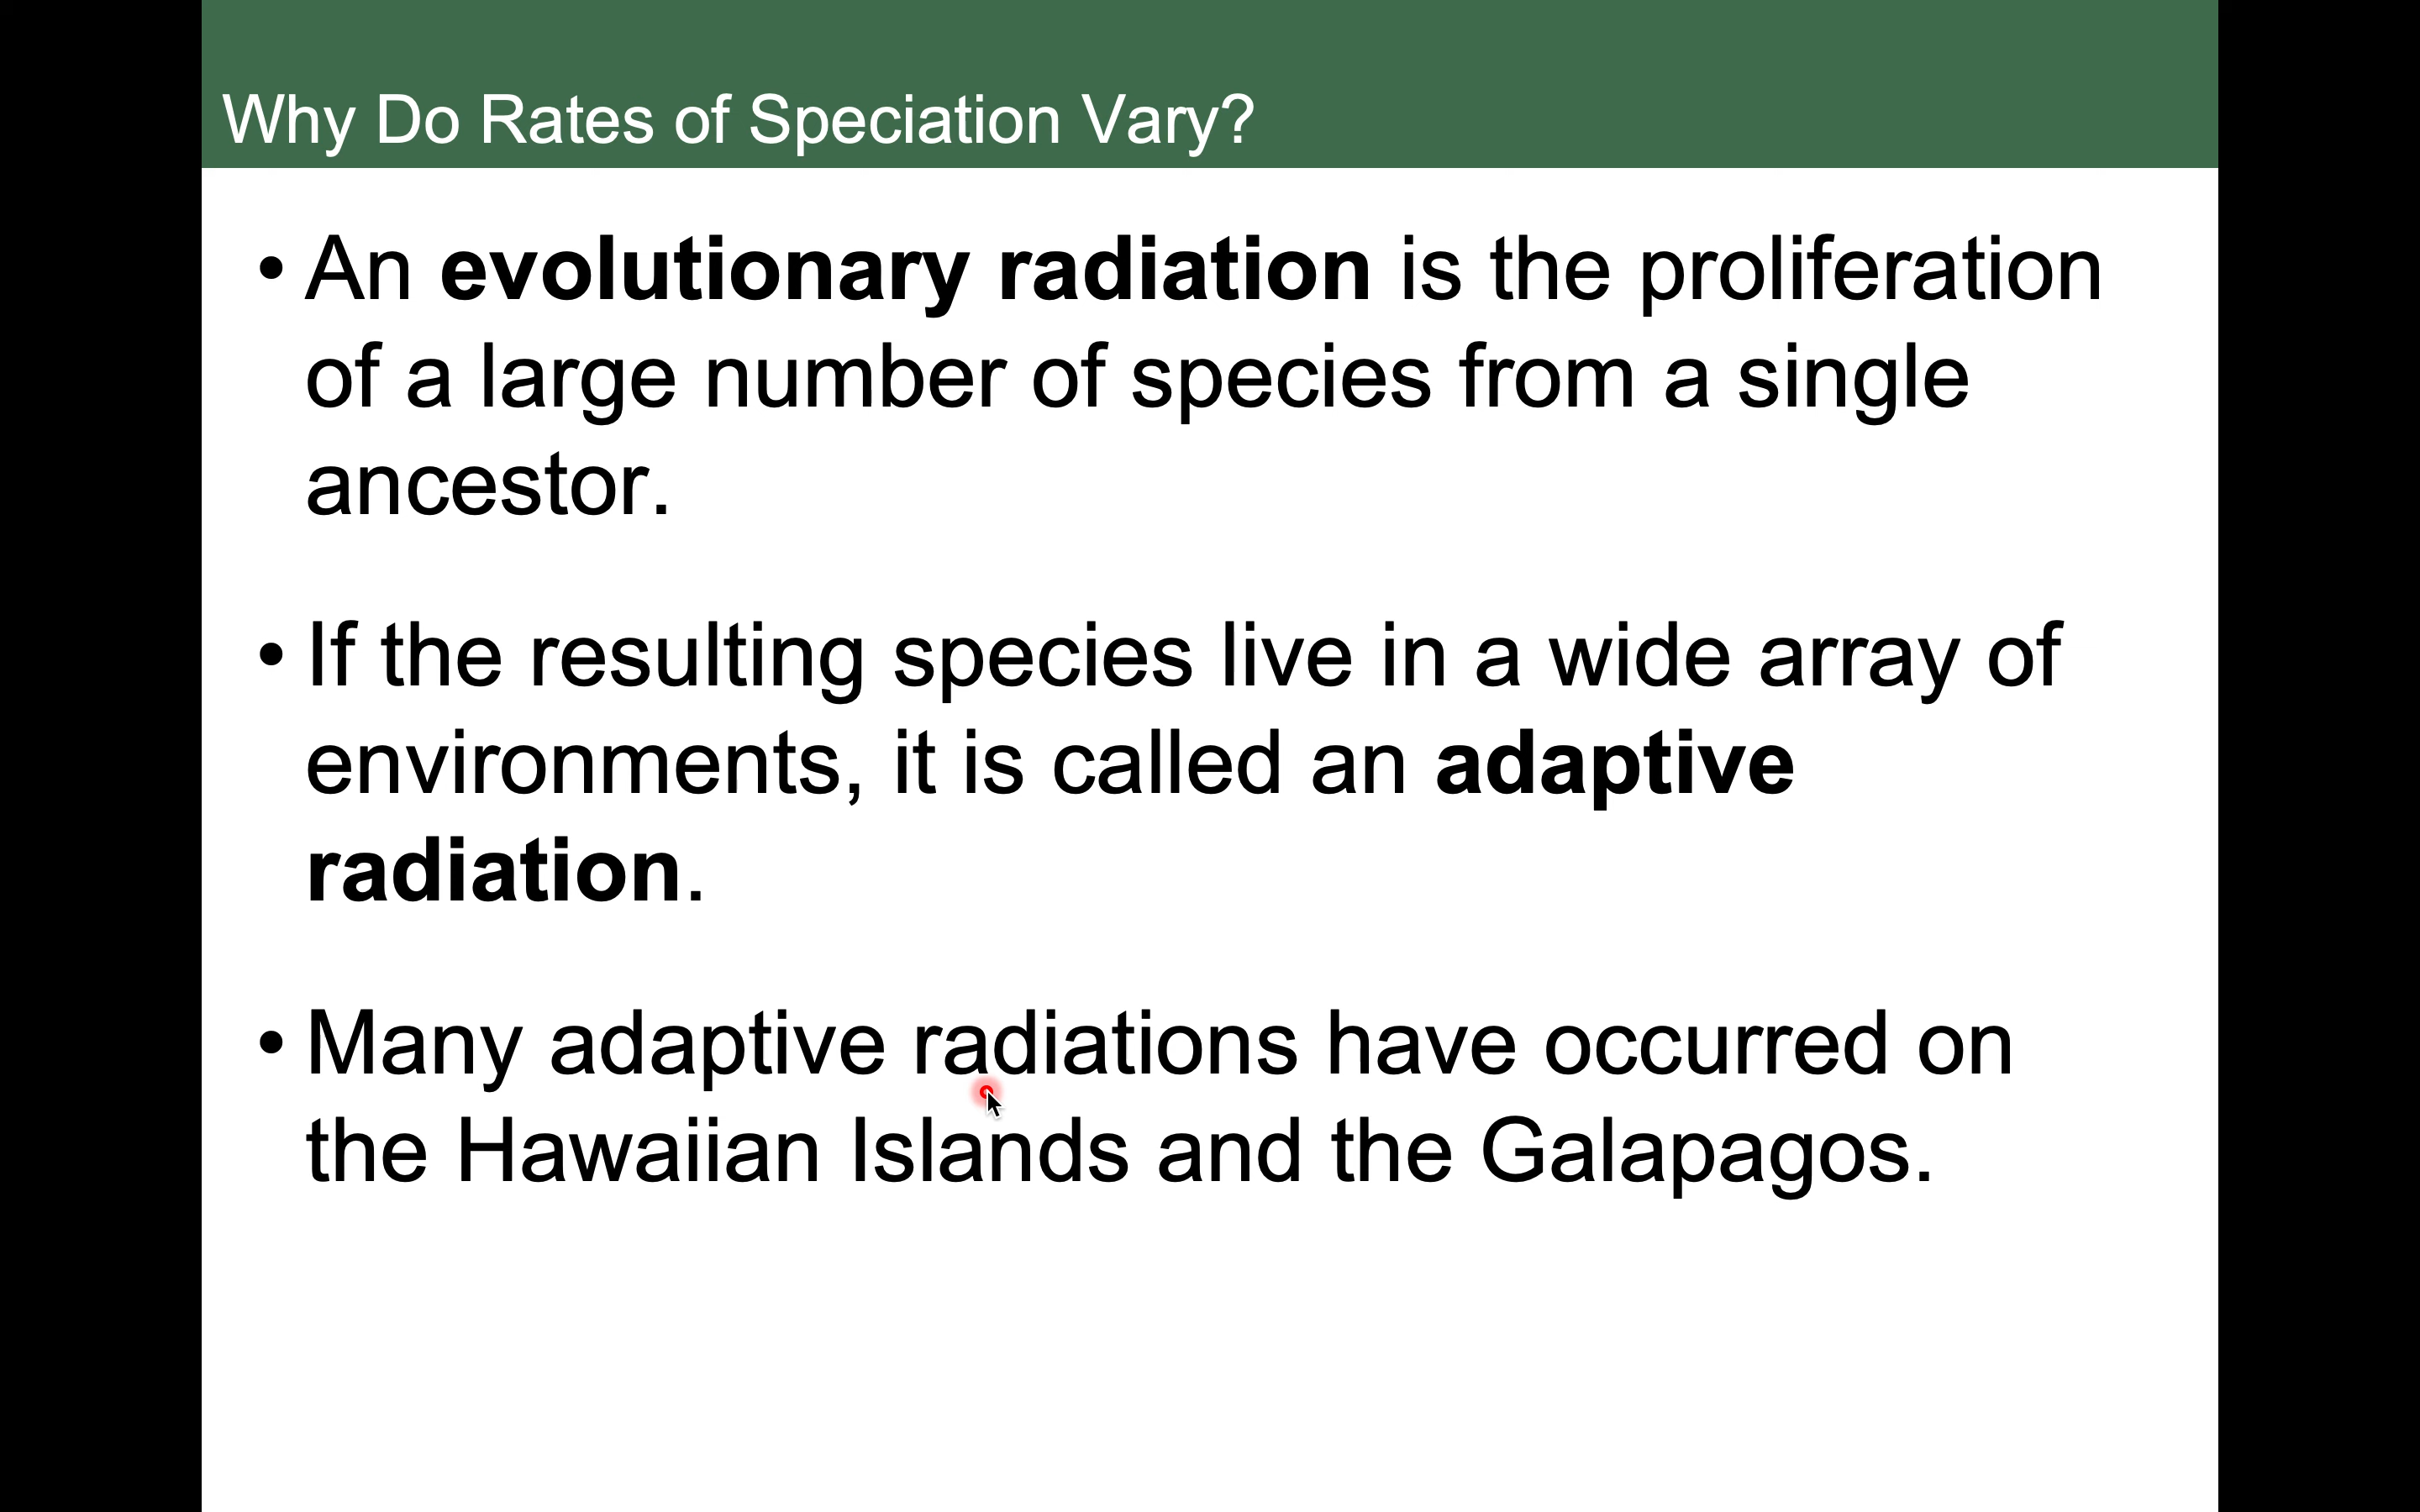 Why Do Rates of Speciation Vary?
• An evolutionary radiation is the proliferation
of a large number of species from a single
ancestor.
• If the resulting species live in a wide array of
environments, it is called an adaptive
radiation.
• Many adaptive radiations have occurred on
the Hawaiian Islands and the Galapagos.